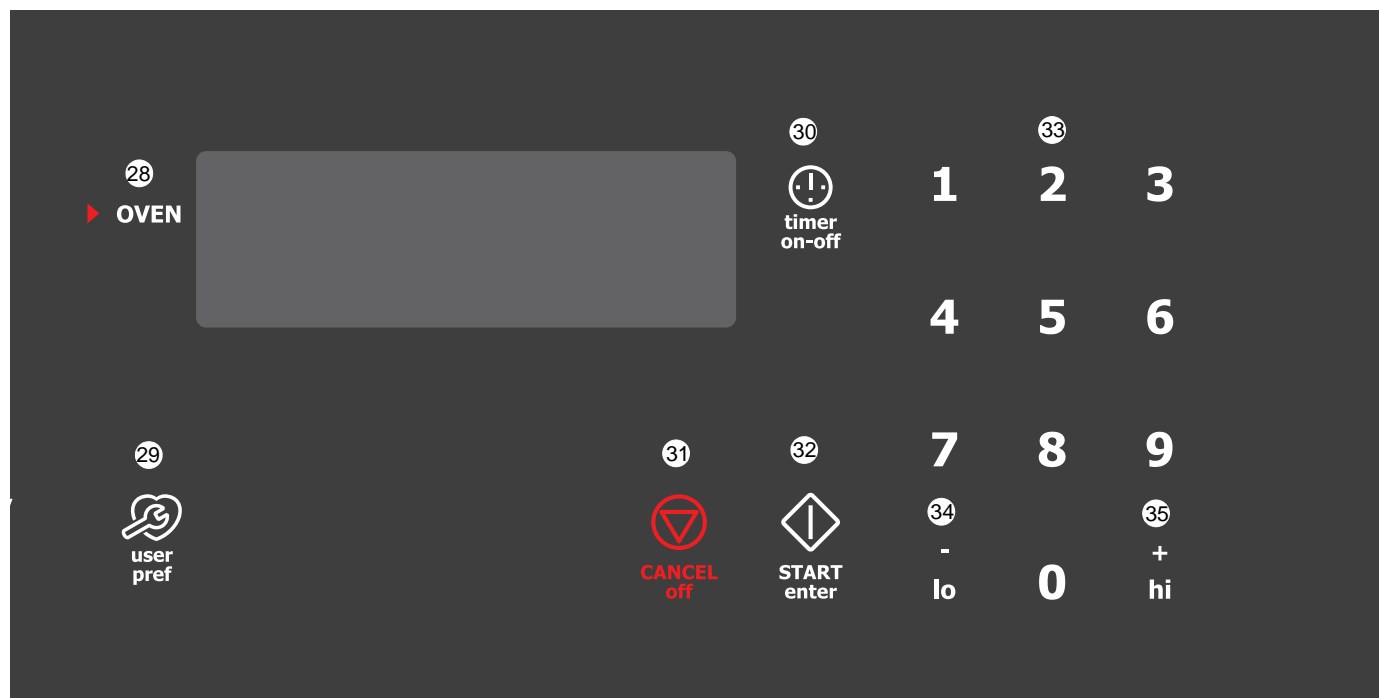 28
OVEN
30
timer
on-off
33
1 2 3
4 5 6
29
user
pref
31
CANCEL
off
32
START
enter
7 8 9
34
-
lo
0
35
+
hi